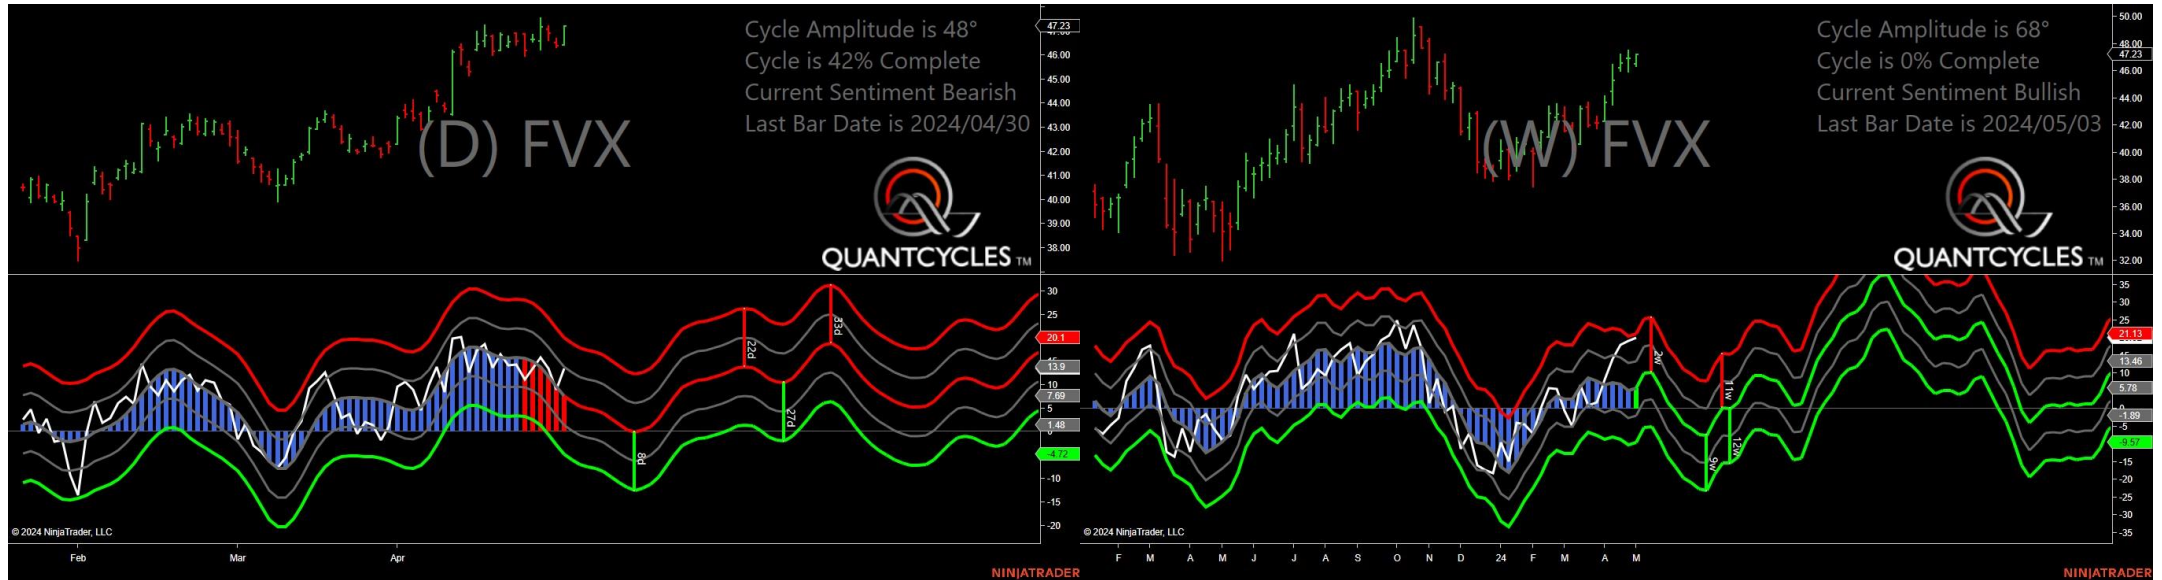 Cycle Amplitude is 48°
Cycle is 42% Complete
Current Sentiment Bearish
Last Bar Date is 2024/04/30
(D) FVX
QUANTCYCLES TM
47.23
46.00
45.00
44.00
43.00
42.00
41.00
40.00
39.00
38.00
30
25
20.1
13.9
10
7.69
5
1.48
-4.72
-10
-15
-20
22d
33d
27d
8d
© 2024 NinjaTrader, LLC
Feb Mar Apr
NINJATRADER
Cycle Amplitude is 68°
Cycle is 0% Complete
Current Sentiment Bullish
Last Bar Date is 2024/05/03
(W) FVX
QUANTCYCLES TM
50.00
48.00
47.23
46.00
44.00
42.00
40.00
38.00
36.00
34.00
32.00
35
30
25
21.13
13.46
10
5.78
-1.89
-5
-9.57
-15
-20
-25
-30
-35
2w
11w
9w
12w
© 2024 NinjaTrader, LLC
F M A M J J A S O N D 24 F M A M
NINJATRADER